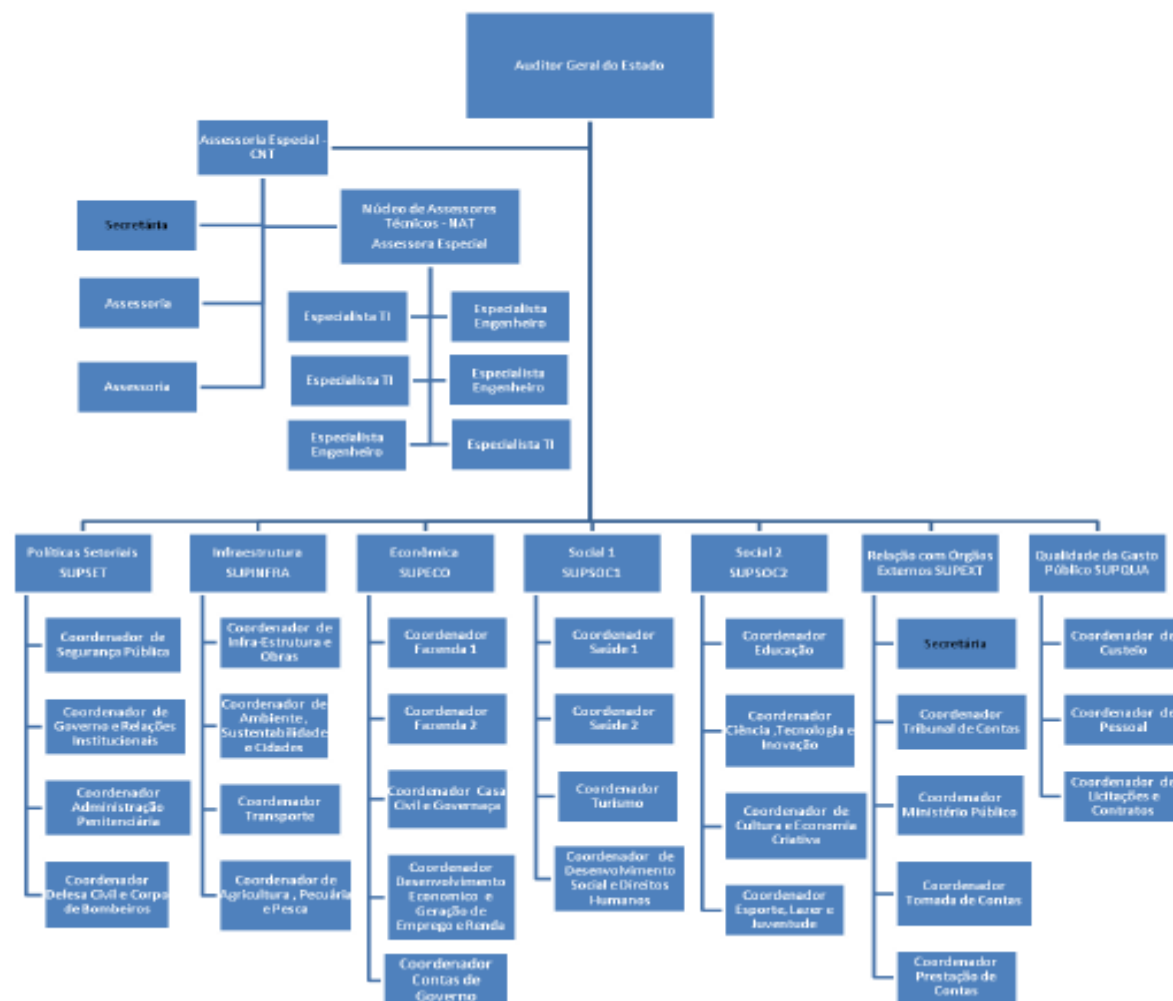 Auditor Geral do Estado
Assessoria Especial -
CNT
Secretária
Núcleo de Assessores
Técnicos - NAT
Assessora Especial
Assessoria
Assessoria
Especialista TI
Especialista
Engenheiro
Especialista TI
Especialista
Engenheiro
Especialista
Engenheiro
Especialista TI
Políticas Setoriais
SUPSET
Coordenador de
Segurança Pública
Coordenador de
Governo e Relações
Institucionais
Coordenador
Administração
Penitenciária
Coordenador
Defesa Civil e Corpo
de Bombeiros
Infraestrutura
SUPINFRA
Coordenador de
Infra-Estrutura e
Obras
Coordenador de
Ambiente ,
Sustentabilidade
e Cidades
Coordenador
Transporte
Coordenador de
Agricultura , Pecuária
e Pesca
Econômica
SUPECO
Coordenador
Fazenda 1
Coordenador
Fazenda 2
Coordenador Casa
Civil e Governaça
Coordenador
Desenvolvimento
Economico e
Geração de
Emprego e Renda
Coordenador
Contas de
Governo
Social 1
SUPSOC1
Coordenador
Saúde 1
Coordenador
Saúde 2
Coordenador
Turismo
Coordenador de
Desenvolvimento
Social e Direitos
Humanos
Social 2
SUPSOC2
Coordenador
Educação
Coordenador
Ciência ,Tecnologia e
Inovação
Coordenador de
Cultura e Economia
Criativa
Coordenador
Esporte, Lazer e
Juventude
Relação com Órgãos
Externos SUPEXT
Secretária
Coordenador
Tribunal de Contas
Coordenador
Ministério Público
Coordenador
Tomada de Contas
Coordenador
Prestação de
Contas
Qualidade do Gasto
Público SUPQUA
Coordenador de
Custeio
Coordenador de
Pessoal
Coordenador de
Licitações e
Contratos